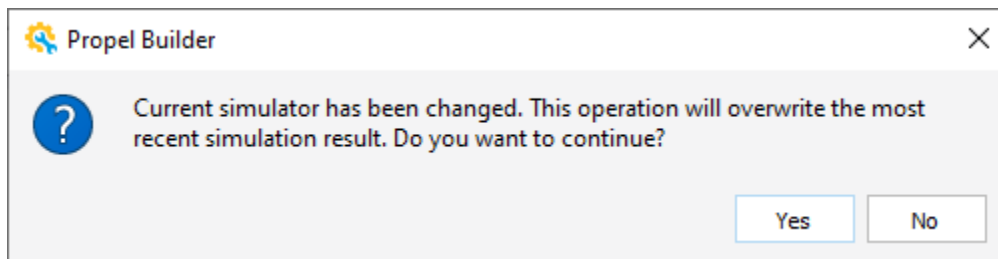 Propel Builder
Current simulator has been changed. This operation will overwrite the most
recent simulation result. Do you want to continue?
Yes No